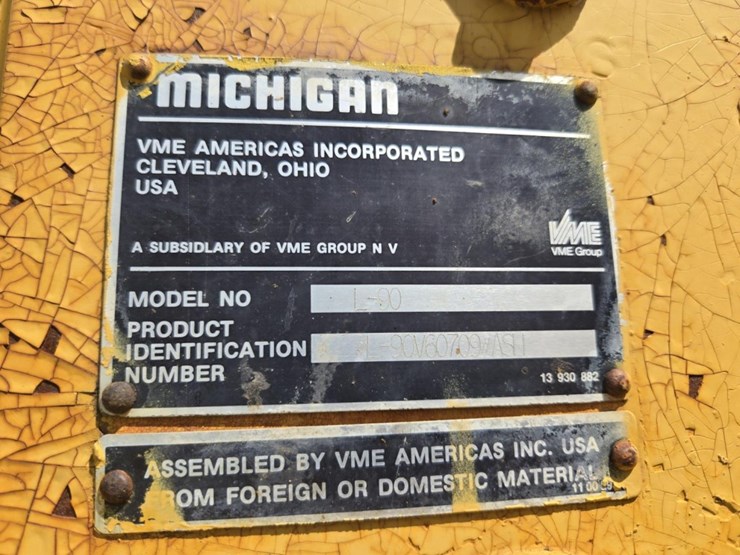 MICHIGAN
VME AMERICAS INCORPORATED
CLEVELAND, OHIO
USA
A SUBSIDLARY OF VME GROUP N V
VME
VME Group
MODEL NO L-90
PRODUCT
IDENTIFICATION
NUMBER
13 930 882
ASSEMBLED BY VME AMERICAS INC. USA
FROM FOREIGN OR DOMESTIC MATERIAL